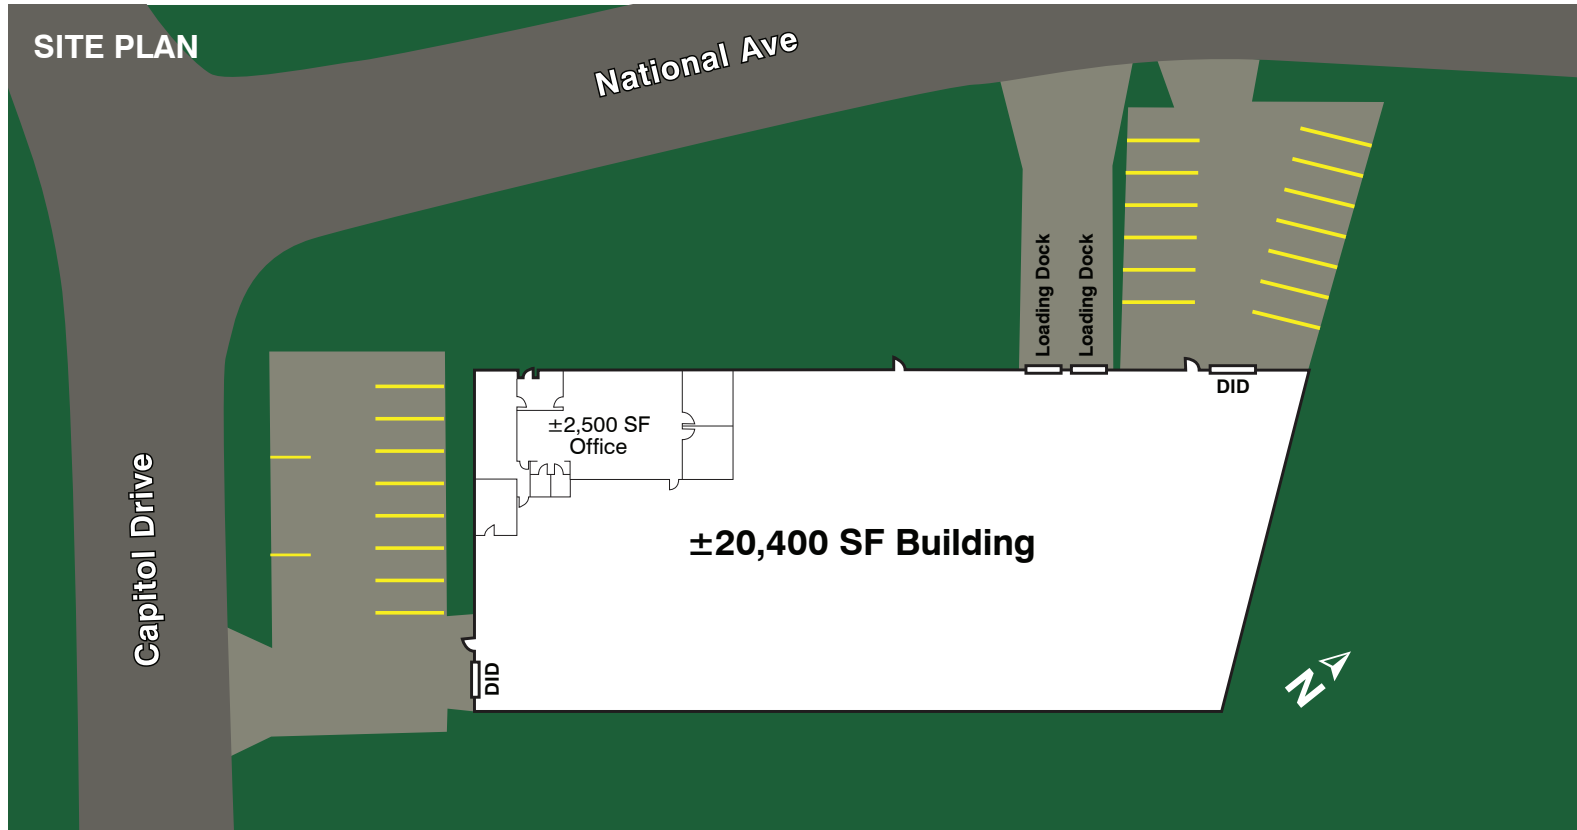 SITE PLAN
National Ave
Loading Dock
Loading Dock
DID
±2,500 SF
Office
±20,400 SF Building
Capitol Drive
DID
N